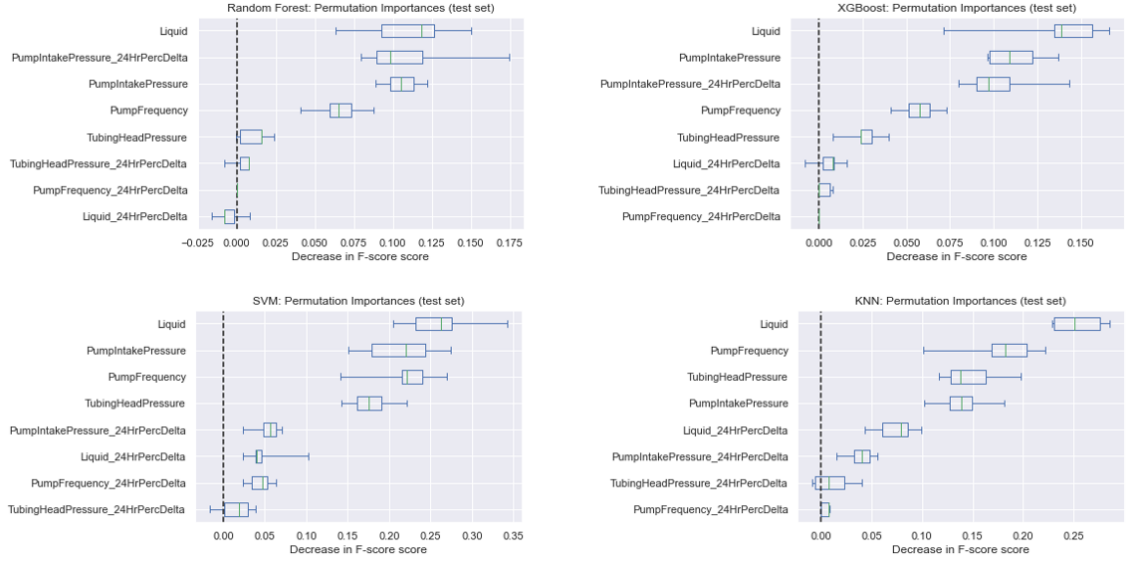 Random Forest: Permutation Importances (test set)
Liquid
PumpIntakePressure_24HrPercDelta
PumpIntakePressure
PumpFrequency
TubingHeadPressure
TubingHeadPressure_24HrPercDelta
PumpFrequency_24HrPercDelta
Liquid_24HrPercDelta
−0.025 0.000 0.025 0.050 0.075 0.100 0.125 0.150 0.175
Decrease in F-score score
XGBoost: Permutation Importances (test set)
Liquid
PumpIntakePressure
PumpIntakePressure_24HrPercDelta
PumpFrequency
TubingHeadPressure
Liquid_24HrPercDelta
TubingHeadPressure_24HrPercDelta
PumpFrequency_24HrPercDelta
0.000 0.025 0.050 0.075 0.100 0.125 0.150
Decrease in F-score score
SVM: Permutation Importances (test set)
Liquid
PumpIntakePressure
PumpFrequency
TubingHeadPressure
PumpIntakePressure_24HrPercDelta
Liquid_24HrPercDelta
PumpFrequency_24HrPercDelta
TubingHeadPressure_24HrPercDelta
0.00 0.05 0.10 0.15 0.20 0.25 0.30 0.35
Decrease in F-score score
KNN: Permutation Importances (test set)
Liquid
PumpFrequency
TubingHeadPressure
PumpIntakePressure
Liquid_24HrPercDelta
PumpIntakePressure_24HrPercDelta
TubingHeadPressure_24HrPercDelta
PumpFrequency_24HrPercDelta
0.00 0.05 0.10 0.15 0.20 0.25
Decrease in F-score score